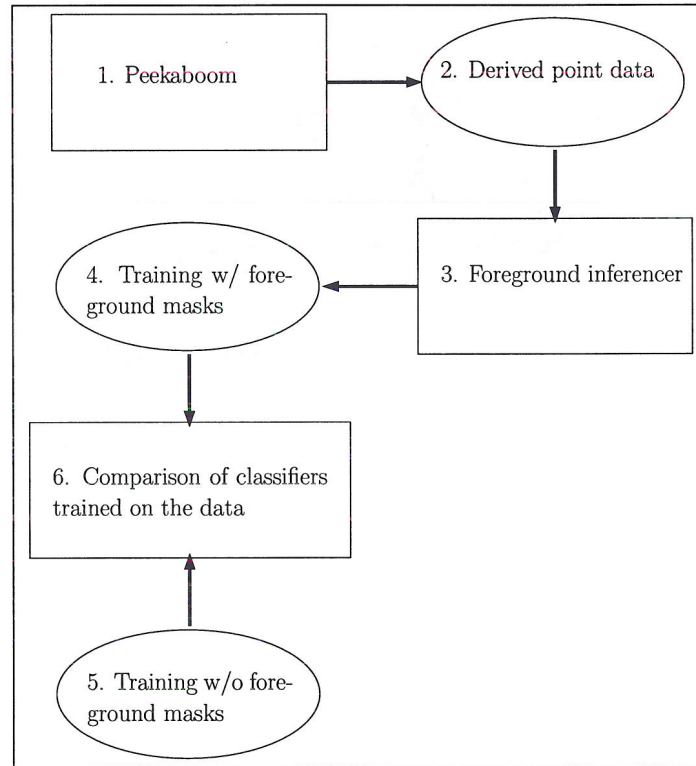 1. Peekaboom
2. Derived point data
3. Foreground inferencer
4. Training w/ fore-
ground masks
6. Comparison of classifiers
trained on the data
5. Training w/o fore-
ground masks